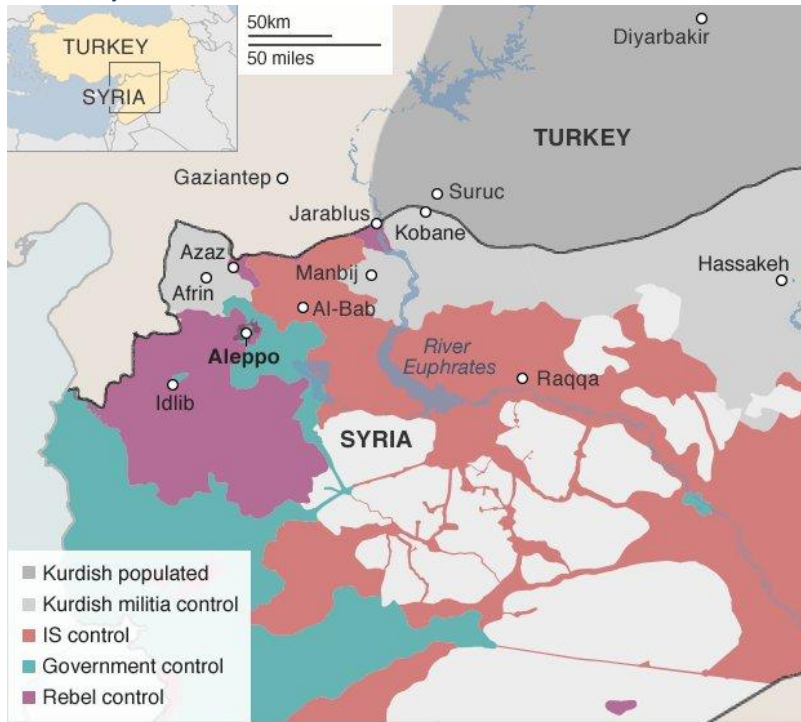 TURKEY
SYRIA
50km
50 miles
Diyarbakir
TURKEY
Gaziantep
Suruc
Jarablus
Kobane
Azaz
Afrin
Manbij
Hassakeh
Al-Bab
Aleppo
River
Euphrates
Raqqa
Idlib
SYRIA
Kurdish populated
Kurdish militia control
IS control
Government control
Rebel control